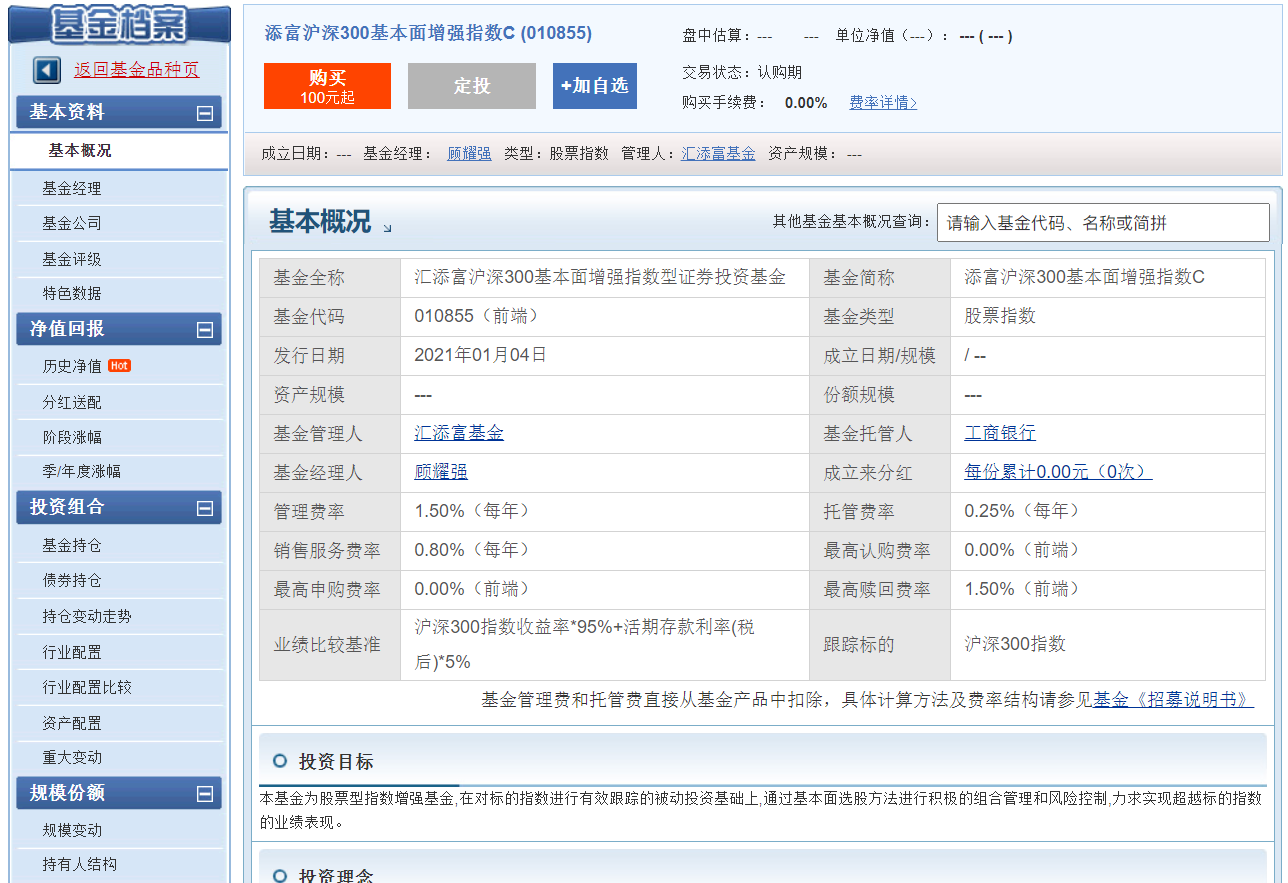 基金档案
返回基金品种页
基本资料
基本概况
基金经理
基金公司
基金评级
特色数据
净值回报
历史净值 Hot
分红送配
阶段涨幅
季/年度涨幅
投资组合
基金持仓
债券持仓
持仓变动走势
行业配置
行业配置比较
资产配置
重大变动
规模份额
规模变动
持有人结构
添富沪深300基本面增强指数C (010855)
购买
100元起
定投
+加自选
盘中估算：--- --- 单位净值（---）： --- ( --- )
交易状态：认购期
购买手续费： 0.00% 费率详情>
成立日期：--- 基金经理： 顾耀强 类型：股票指数 管理人：汇添富基金 资产规模：---
基本概况
其他基金基本概况查询：请输入基金代码、名称或简拼
基金全称 汇添富沪深300基本面增强指数型证券投资基金 基金简称 添富沪深300基本面增强指数C
基金代码 010855（前端） 基金类型 股票指数
发行日期 2021年01月04日 成立日期/规模 / --
资产规模 --- 份额规模 ---
基金管理人 汇添富基金 基金托管人 工商银行
基金经理人 顾耀强 成立来分红 每份累计0.00元（0次）
管理费率 1.50%（每年） 托管费率 0.25%（每年）
销售服务费率 0.80%（每年） 最高认购费率 0.00%（前端）
最高申购费率 0.00%（前端） 最高赎回费率 1.50%（前端）
业绩比较基准 沪深300指数收益率*95%+活期存款利率(税
后)*5% 跟踪标的 沪深300指数
基金管理费和托管费直接从基金产品中扣除，具体计算方法及费率结构请参见基金《招募说明书》
投资目标
本基金为股票型指数增强基金,在对标的指数进行有效跟踪的被动投资基础上,通过基本面选股方法进行积极的组合管理和风险控制,力求实现超越标的指数
的业绩表现。
投资理念